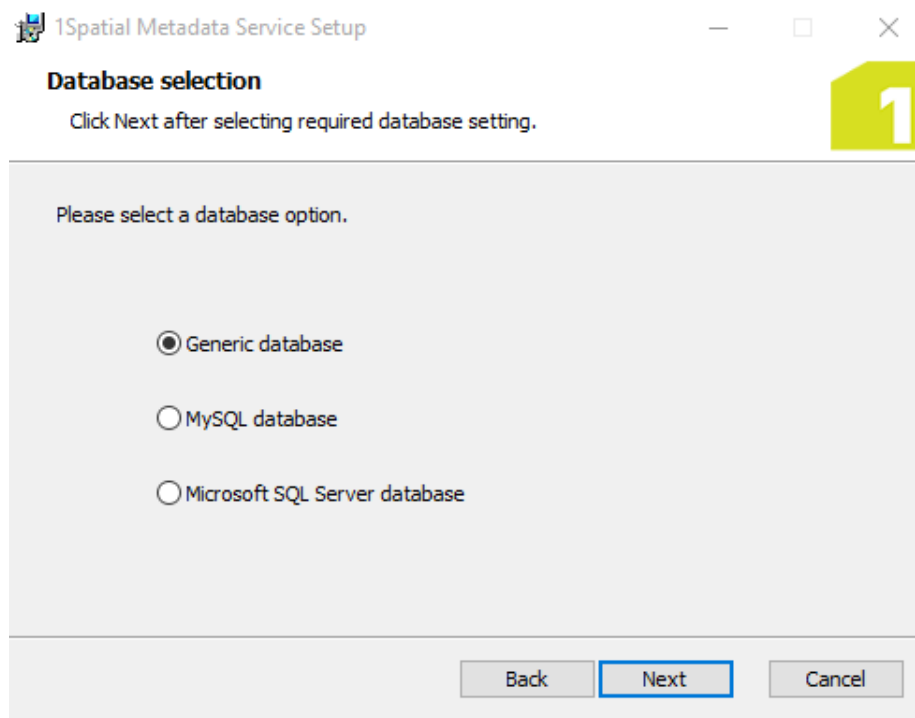 1Spatial Metadata Service Setup
Database selection
1
Click Next after selecting required database setting.
Please select a database option.
Generic database
MySQL database
Microsoft SQL Server database
Back Next Cancel